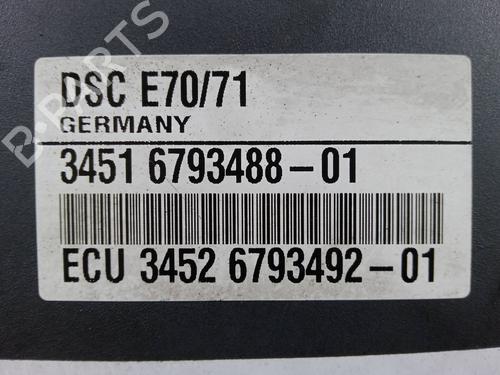 B-PARTS
DSC E70/71
GERMANY
3451 6793488-01
ECU 3452 6793492-01